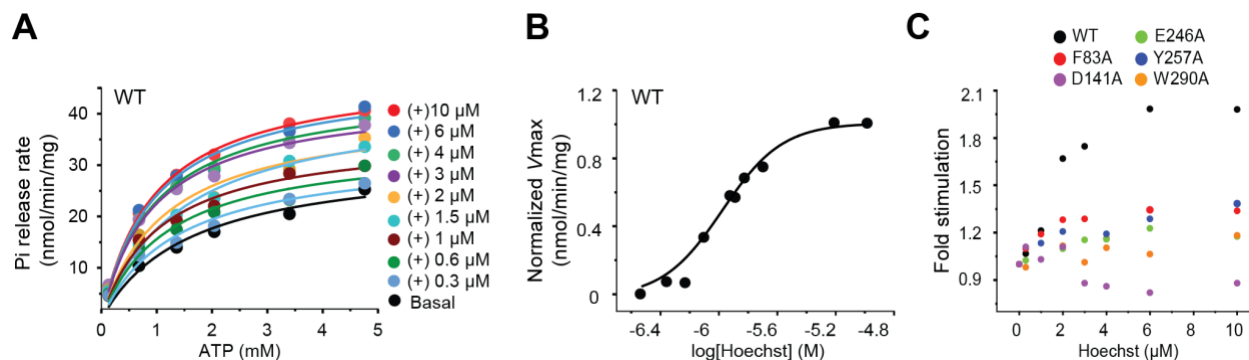 A
WT
Pi release rate
(nmol/min/mg)
40
30
20
10
0
1
2
3
4
5
ATP (mM)
(+)10 µM
(+) 6 µM
(+) 4 µM
(+) 3 µM
(+) 2 µM
(+) 1.5 µM
(+) 1 µM
(+) 0.6 µM
(+) 0.3 µM
Basal
B
WT
Normalized Vmax
(nmol/min/mg)
1.2
0.8
0.4
0
-6.4
-6
-5.6
-5.2
-4.8
log[Hoechst] (M)
C
WT
F83A
D141A
E246A
Y257A
W290A
Fold stimulation
2.1
1.8
1.5
1.2
0.9
0
2
4
6
8
10
Hoechst (µM)